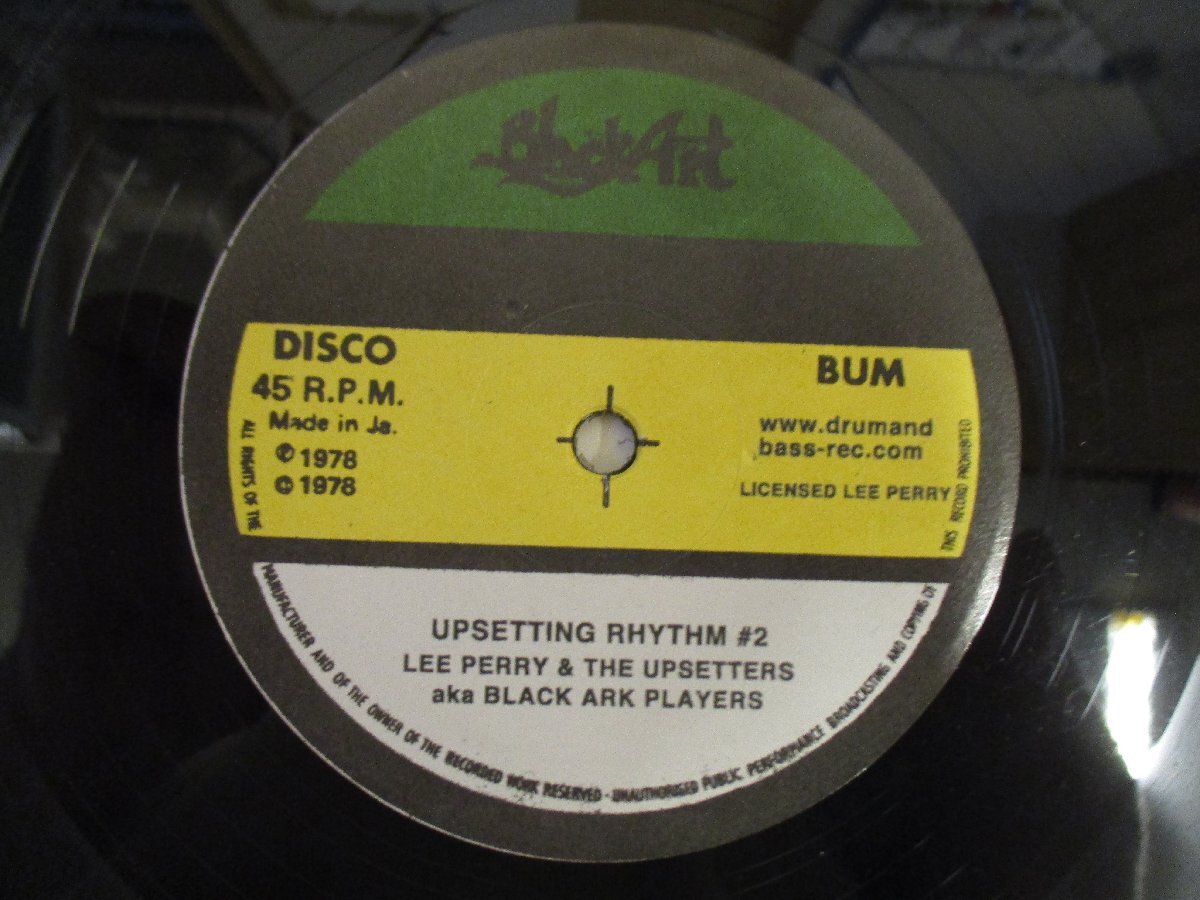 Black Art
DISCO
45 R.P.M.
Made in Ja.
℗ 1978
© 1978
BUM
www.drumand
bass-rec.com
LICENSED LEE PERRY
UPSETTING RHYTHM #2
LEE PERRY & THE UPSETTERS
aka BLACK ARK PLAYERS
ALL RIGHTS OF THE
MANUFACTURER AND OF THE OWNER OF THE RECORDED WORK RESERVED - UNAUTHORISED PUBLIC PERFORMANCE BROADCASTING AND COPYING OF
THIS RECORD PROHIBITED